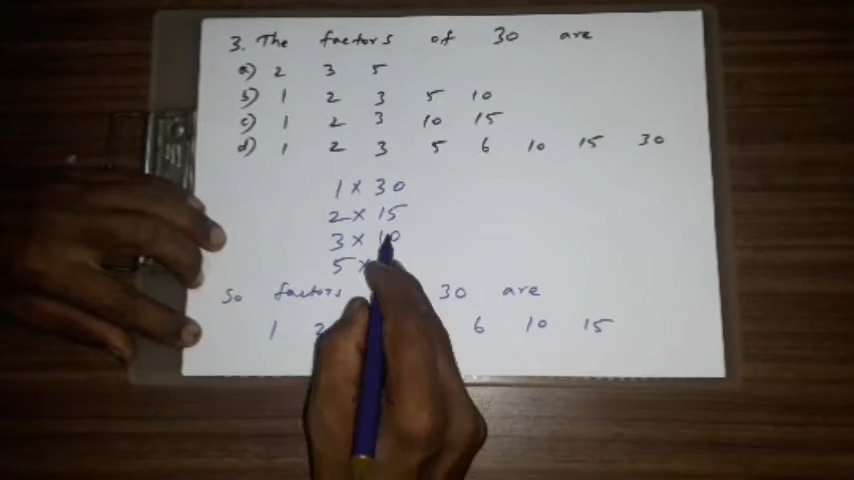 3. The factors of 30 are
a) 2 3 5
b) 1 2 3 5 10
c) 1 2 3 10 15
d) 1 2 3 5 6 10 15 30
1 × 30
2 × 15
3 × 10
5 ×
So factors 30 are
1 2 6 10 15